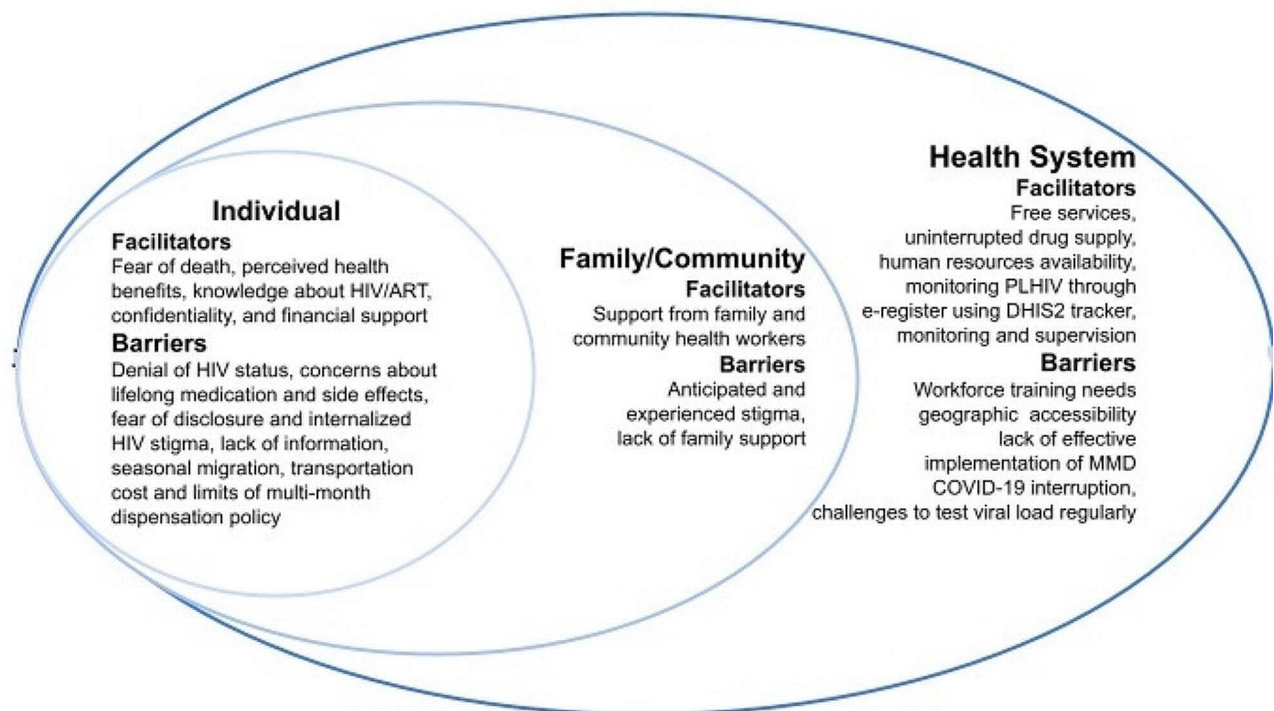 Individual
Facilitators
Fear of death, perceived health
benefits, knowledge about HIV/ART,
confidentiality, and financial support
Barriers
Denial of HIV status, concerns about
lifelong medication and side effects,
fear of disclosure and internalized
HIV stigma, lack of information,
seasonal migration, transportation
cost and limits of multi-month
dispensation policy
Family/Community
Facilitators
Support from family and
community health workers
Barriers
Anticipated and
experienced stigma,
lack of family support
Health System
Facilitators
Free services,
uninterrupted drug supply,
human resources availability,
monitoring PLHIV through
e-register using DHIS2 tracker,
monitoring and supervision
Barriers
Workforce training needs
geographic accessibility
lack of effective
implementation of MMD
COVID-19 interruption,
challenges to test viral load regularly